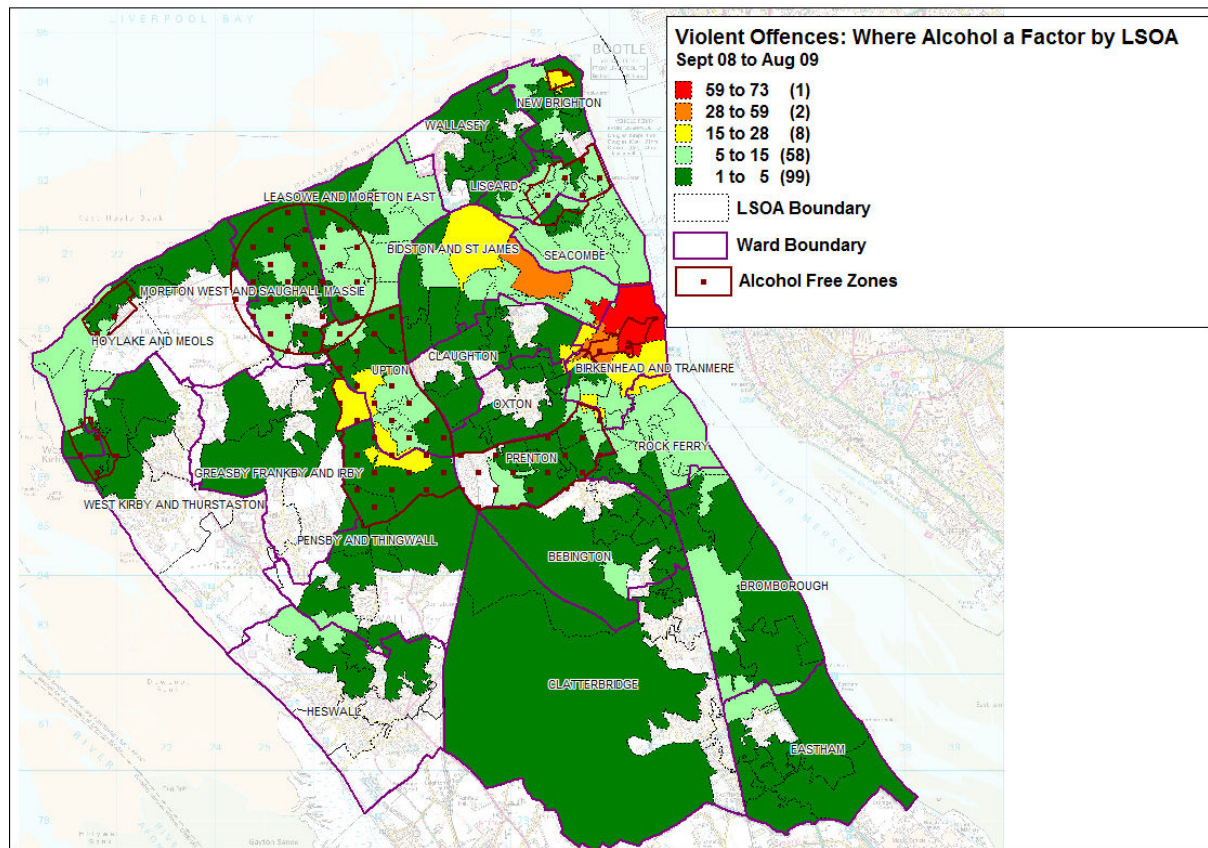 Violent Offences: Where Alcohol a Factor by LSOA
Sept 08 to Aug 09
59 to 73 (1)
28 to 59 (2)
15 to 28 (8)
5 to 15 (58)
1 to 5 (99)
LSOA Boundary
Ward Boundary
Alcohol Free Zones
LIVERPOOL BAY
BOOTLE
NEW BRIGHTON
WALLASEY
LISCARD
LEASOWE AND MORETON EAST
BIDSTON AND ST JAMES
SEACOMBE
MORETON WEST AND SAUGHALL MASSIE
HOYLAKE AND MEOLS
CLAUGHTON
UPTON
BIRKENHEAD AND TRANMERE
OXTON
ROCK FERRY
PRENTON
GREASBY FRANKBY AND IRBY
WEST KIRBY AND THURSTASTON
PENSBY AND THINGWALL
BEBINGTON
BROMBOROUGH
CLATTERBRIDGE
HESWALL
EASTHAM
RIVER MERSEY
Gayton Sands